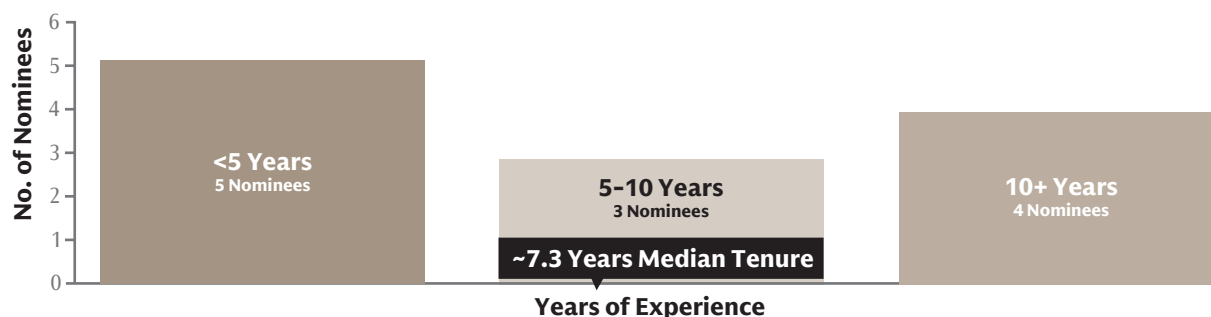 No. of Nominees
6
5
4
3
2
1
0
<5 Years
5 Nominees
5-10 Years
3 Nominees
~7.3 Years Median Tenure
10+ Years
4 Nominees
Years of Experience